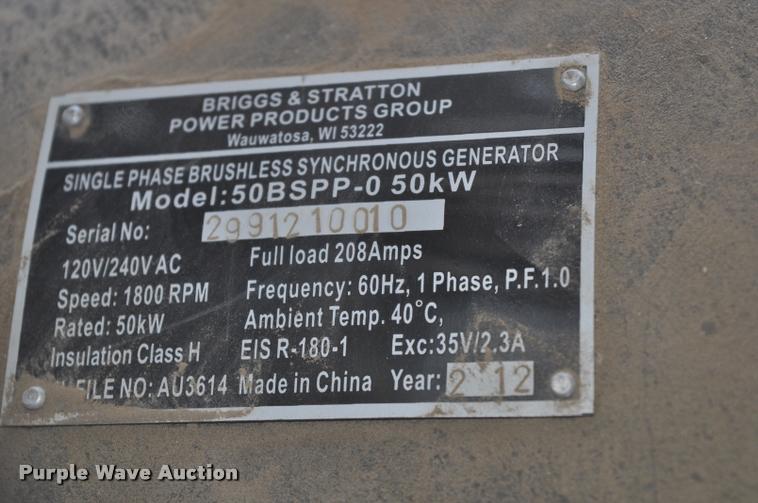 BRIGGS & STRATTON
POWER PRODUCTS GROUP
Wauwatosa, WI 53222
SINGLE PHASE BRUSHLESS SYNCHRONOUS GENERATOR
Model:50BSPP-0 50kW
Serial No: 2991210010
120V/240V AC Full load 208Amps
Speed: 1800 RPM Frequency: 60Hz, 1 Phase, P.F.1.0
Rated: 50kW Ambient Temp. 40°C,
Insulation Class H EIS R-180-1 Exc:35V/2.3A
FILE NO: AU3614 Made in China Year: 2 12
Purple Wave Auction